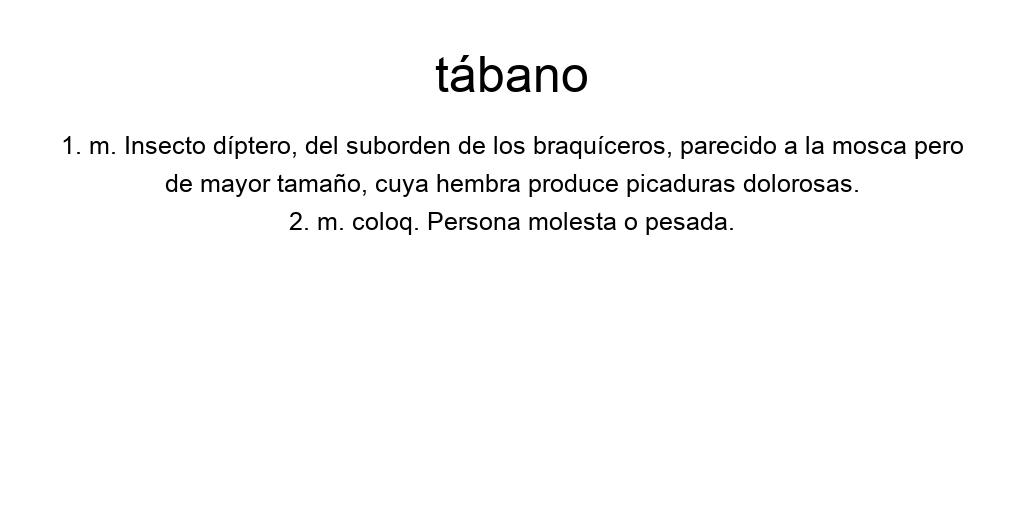 tábano
1. m. Insecto díptero, del suborden de los braquíceros, parecido a la mosca pero
de mayor tamaño, cuya hembra produce picaduras dolorosas.
2. m. coloq. Persona molesta o pesada.